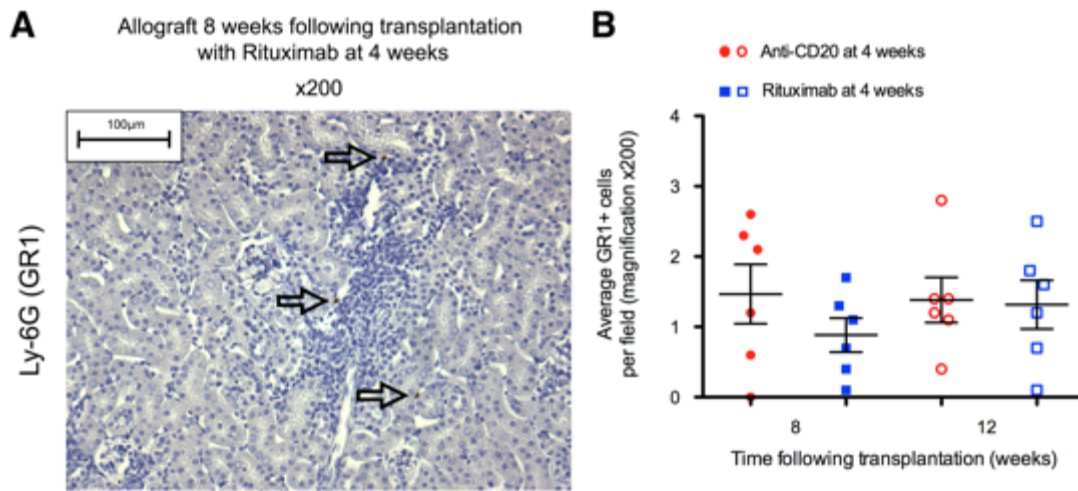 A
Allograft 8 weeks following transplantation
with Rituximab at 4 weeks
x200
100µm
Ly-6G (GR1)
B
Anti-CD20 at 4 weeks
Rituximab at 4 weeks
Average GR1+ cells
per field (magnification x200)
4
3
2
1
0
8 12
Time following transplantation (weeks)